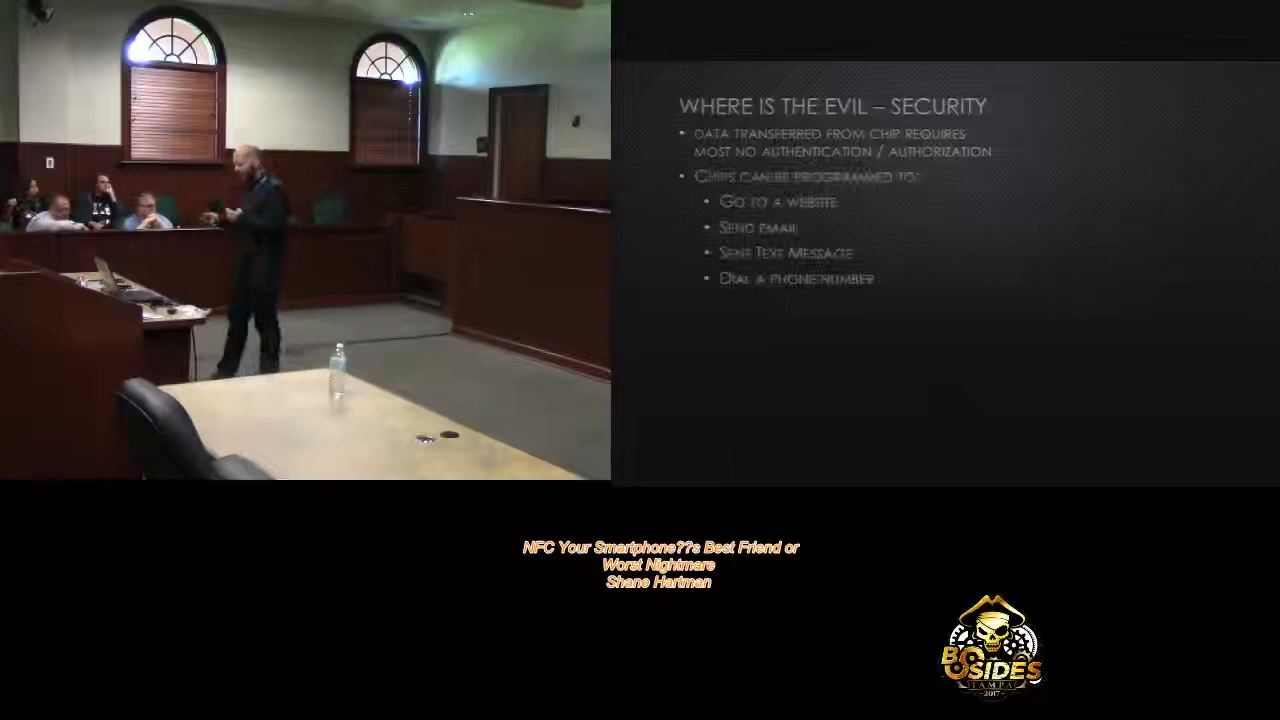 WHERE IS THE EVIL – SECURITY
• DATA TRANSFERRED FROM CHIP REQUIRES
MOST NO AUTHENTICATION / AUTHORIZATION
• CHIPS CAN BE PROGRAMMED TO:
• GO TO A WEBSITE
• SEND EMAIL
• SENT TEXT MESSAGE
• DIAL A PHONE NUMBER
NFC Your Smartphone??s Best Friend or
Worst Nightmare
Shane Hartman
BSIDES
TAMPA
-2017-